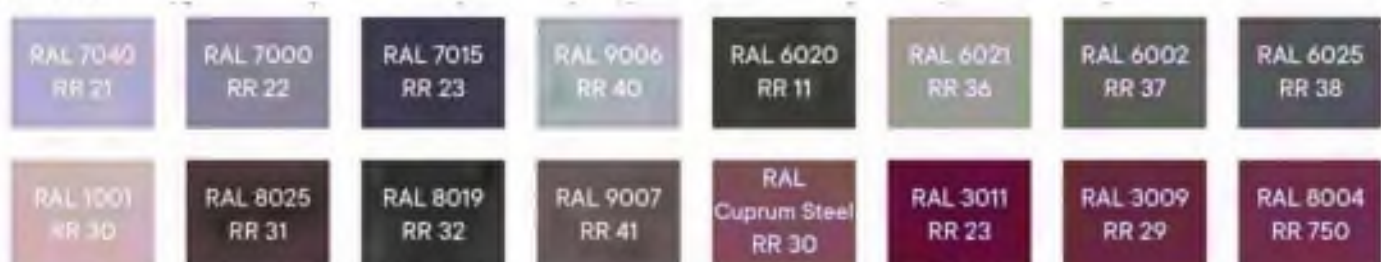 RAL 7040
RR 21
RAL 7000
RR 22
RAL 7015
RR 23
RAL 9006
RR 40
RAL 6020
RR 11
RAL 6021
RR 36
RAL 6002
RR 37
RAL 6025
RR 38
RAL 1001
RR 30
RAL 8025
RR 31
RAL 8019
RR 32
RAL 9007
RR 41
RAL
Cuprum Steel
RR 30
RAL 3011
RR 23
RAL 3009
RR 29
RAL 8004
RR 750